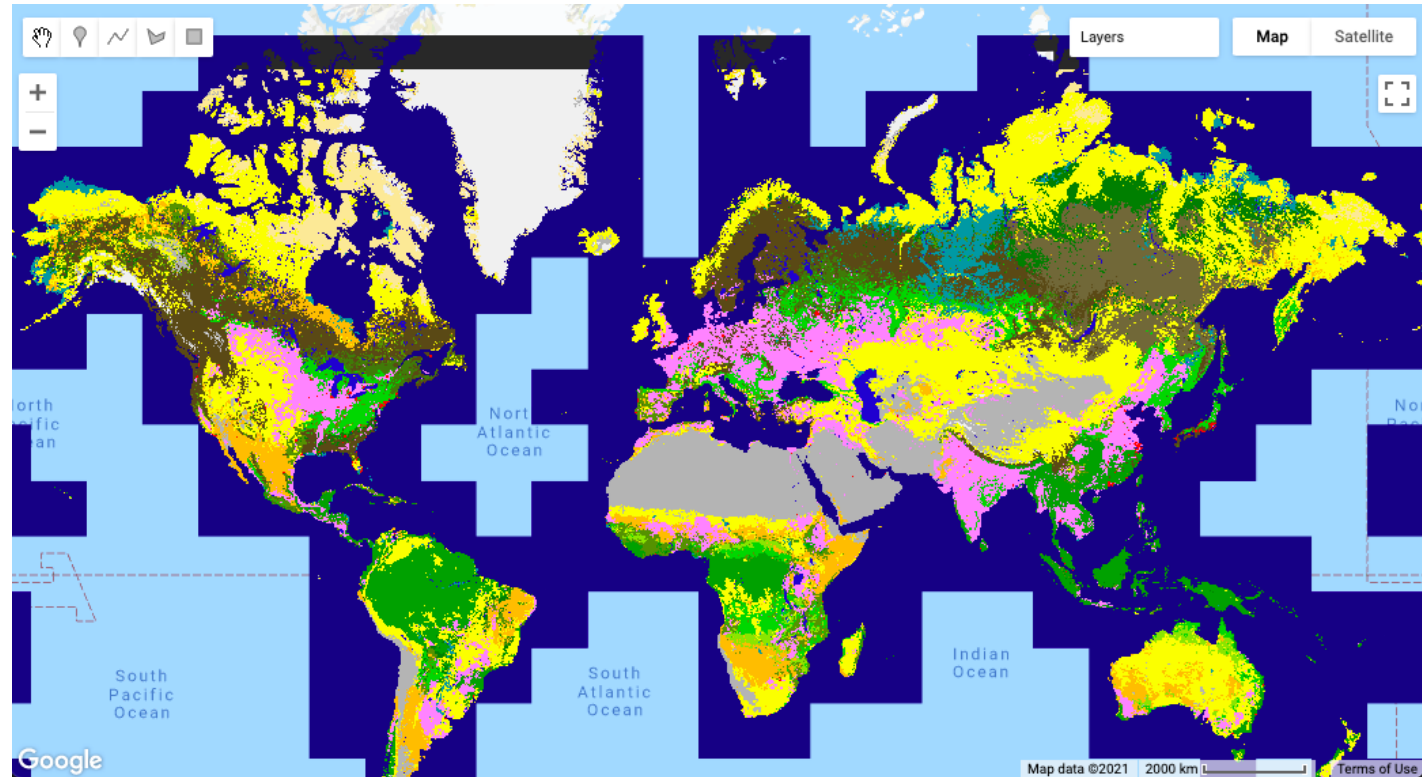 Layers
Map
Satellite
+
−
Nort
Atlantic
Ocean
South
Pacific
Ocean
South
Atlantic
Ocean
Indian
Ocean
Google
Map data ©2021
2000 km
Terms of Use